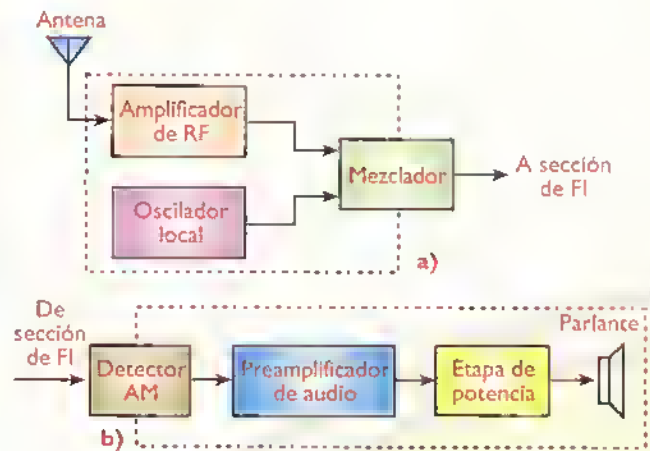 Antena
Amplificador
de RF
Mezclador
A sección
de FI
Oscilador
local
a)
De
sección
de FI
Parlante
Detector
AM
Preamplificador
de audio
Etapa de
potencia
b)